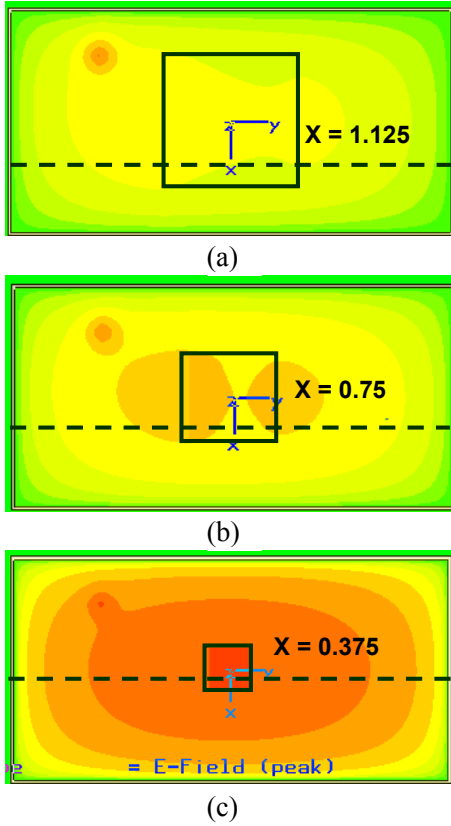 z y
X = 1.125
x
(a)
z y
X = 0.75
x
(b)
X = 0.375
z y
x
= E-Field (peak)
(c)